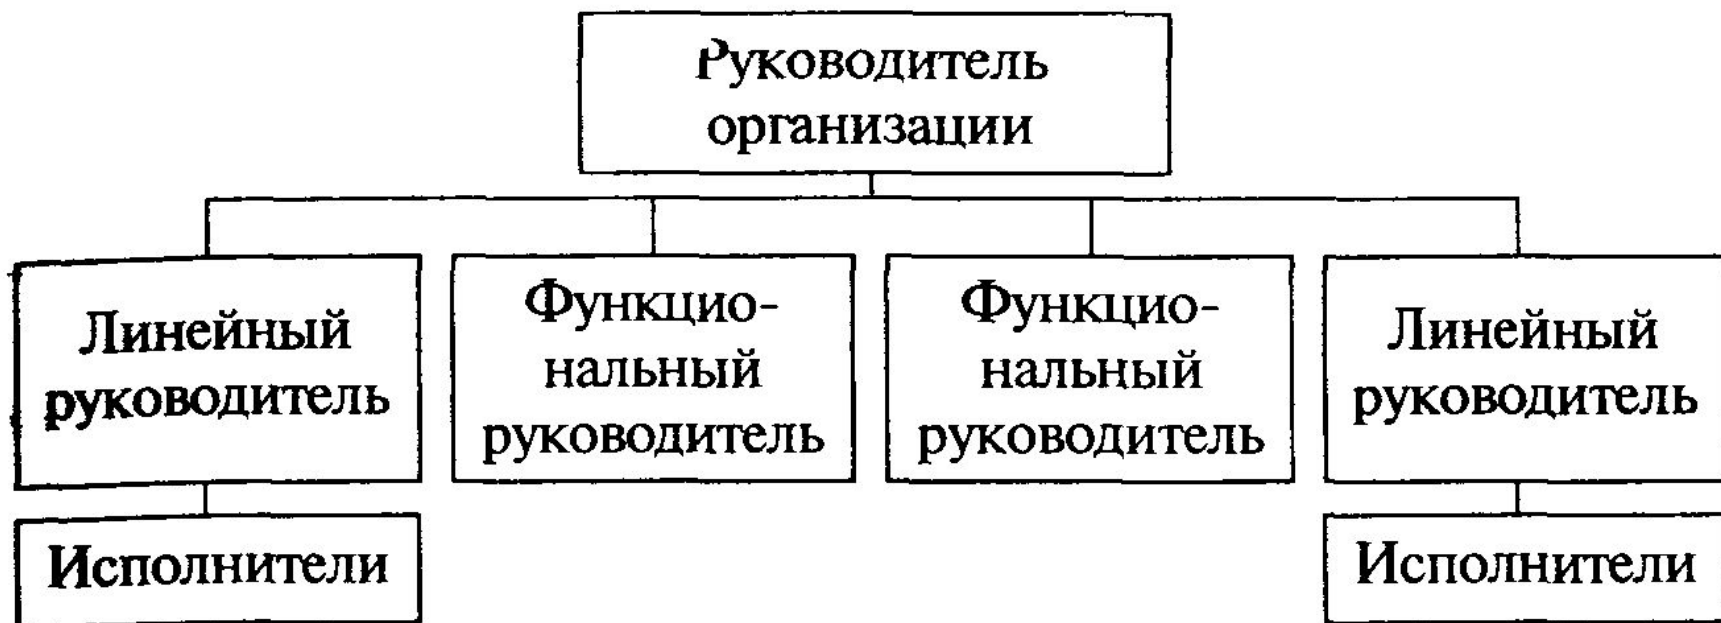 Руководитель
организации
Линейный
руководитель
Функцио-
нальный
руководитель
Функцио-
нальный
руководитель
Линейный
руководитель
Исполнители
Исполнители